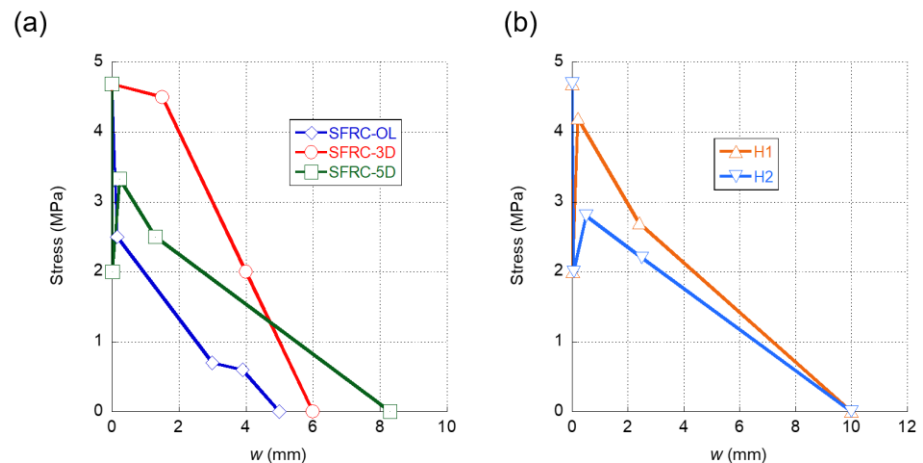 (a)
5
4
3
2
1
0
Stress (MPa)
SFRC-OL
SFRC-3D
SFRC-5D
0 2 4 6 8 10
w (mm)
(b)
5
4
3
2
1
0
Stress (MPa)
H1
H2
0 2 4 6 8 10 12
w (mm)